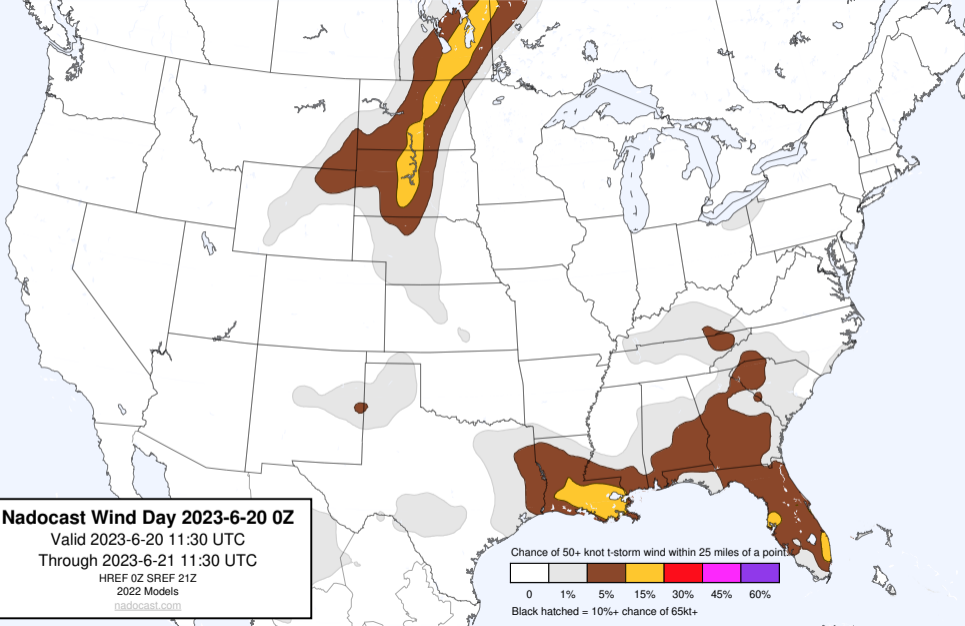 Nadocast Wind Day 2023-6-20 0Z
Valid 2023-6-20 11:30 UTC
Through 2023-6-21 11:30 UTC
HREF 0Z SREF 21Z
2022 Models
nadocast.com
Chance of 50+ knot t-storm wind within 25 miles of a point.
0 1% 5% 15% 30% 45% 60%
Black hatched = 10%+ chance of 65kt+